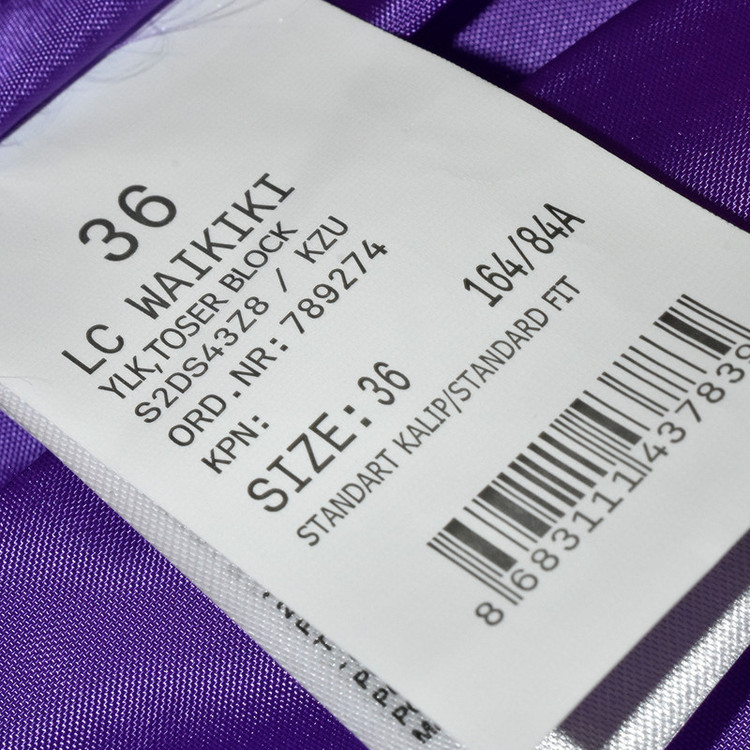 36
LC WAIKIKI
YLK,TOSER BLOCK
S2DS43Z8 / KZU
ORD.NR: 789274
KPN:
SIZE: 36
164/84A
STANDART KALIP/STANDARD FIT
8 683111 437839